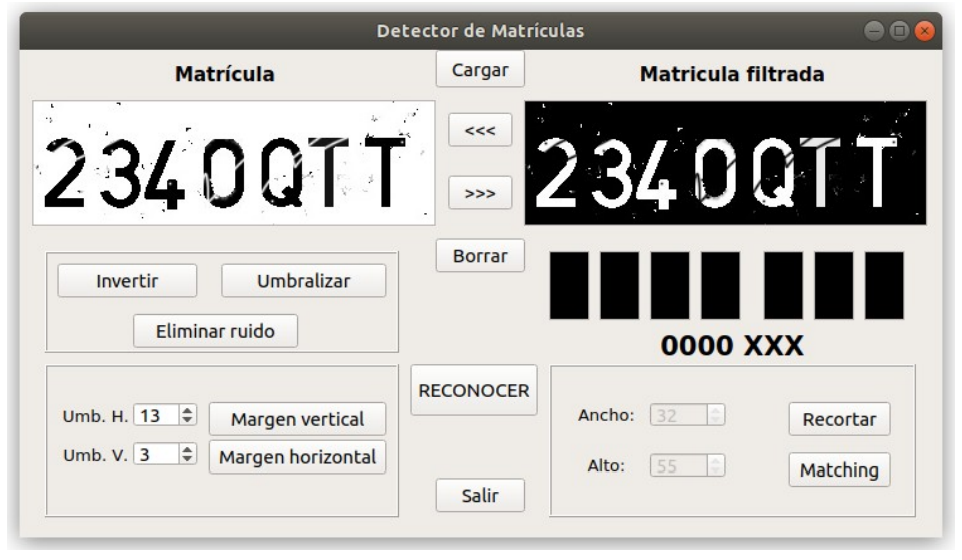 Detector de Matrículas
Matrícula
Cargar
Matricula filtrada
2340QTT
<<<
>>>
2340QTT
Borrar
Invertir
Umbralizar
Eliminar ruido
0000 XXX
RECONOCER
Umb. H. 13
Margen vertical
Umb. V. 3
Margen horizontal
Ancho: 32
Recortar
Alto: 55
Matching
Salir